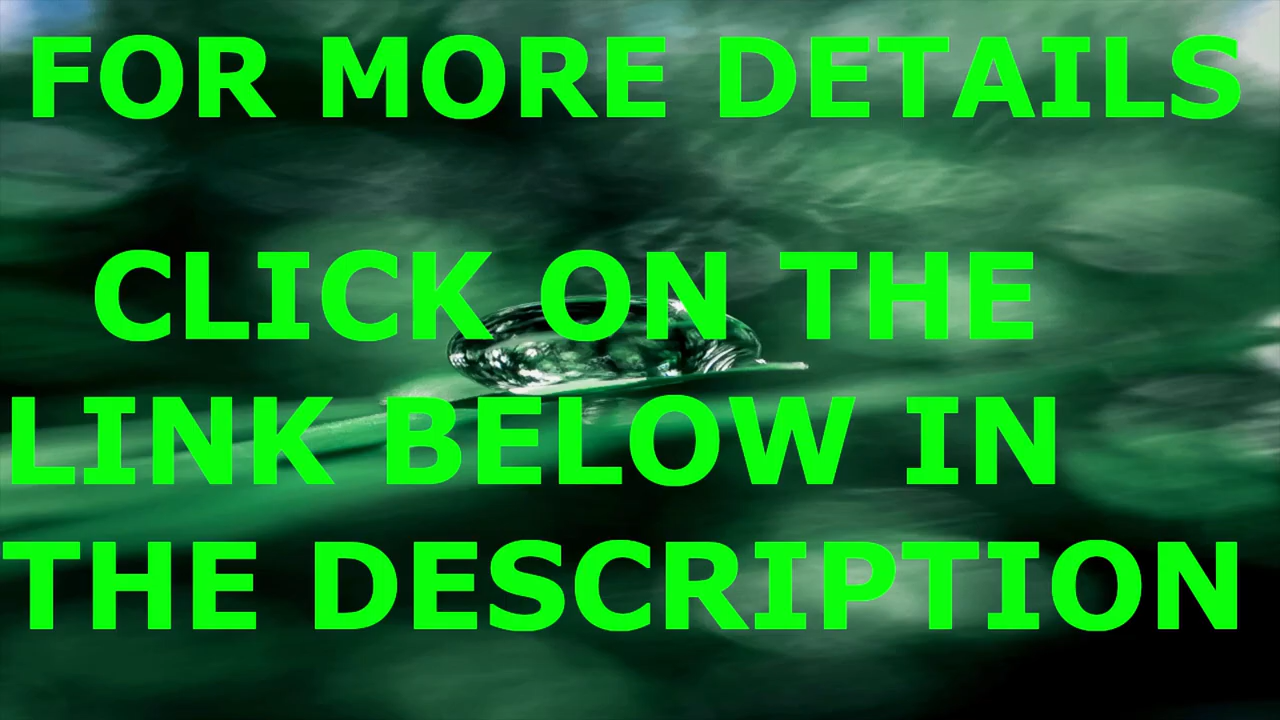 FOR MORE DETAILS
CLICK ON THE
LINK BELOW IN
THE DESCRIPTION